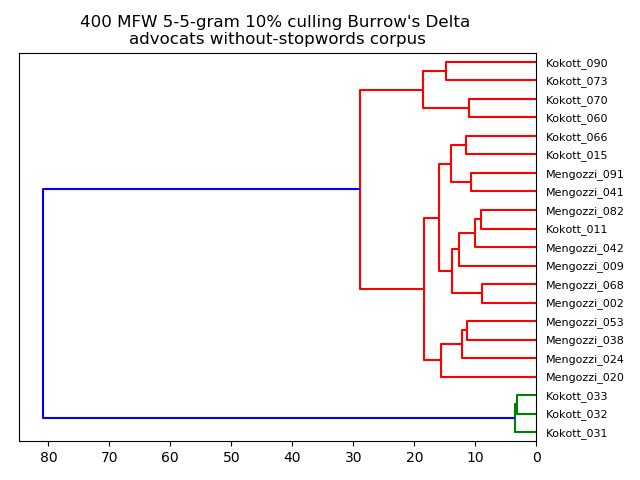 400 MFW 5-5-gram 10% culling Burrow's Delta
advocats without-stopwords corpus
Kokott_090
Kokott_073
Kokott_070
Kokott_060
Kokott_066
Kokott_015
Mengozzi_091
Mengozzi_041
Mengozzi_082
Kokott_011
Mengozzi_042
Mengozzi_009
Mengozzi_068
Mengozzi_002
Mengozzi_053
Mengozzi_038
Mengozzi_024
Mengozzi_020
Kokott_033
Kokott_032
Kokott_031
80 70 60 50 40 30 20 10 0